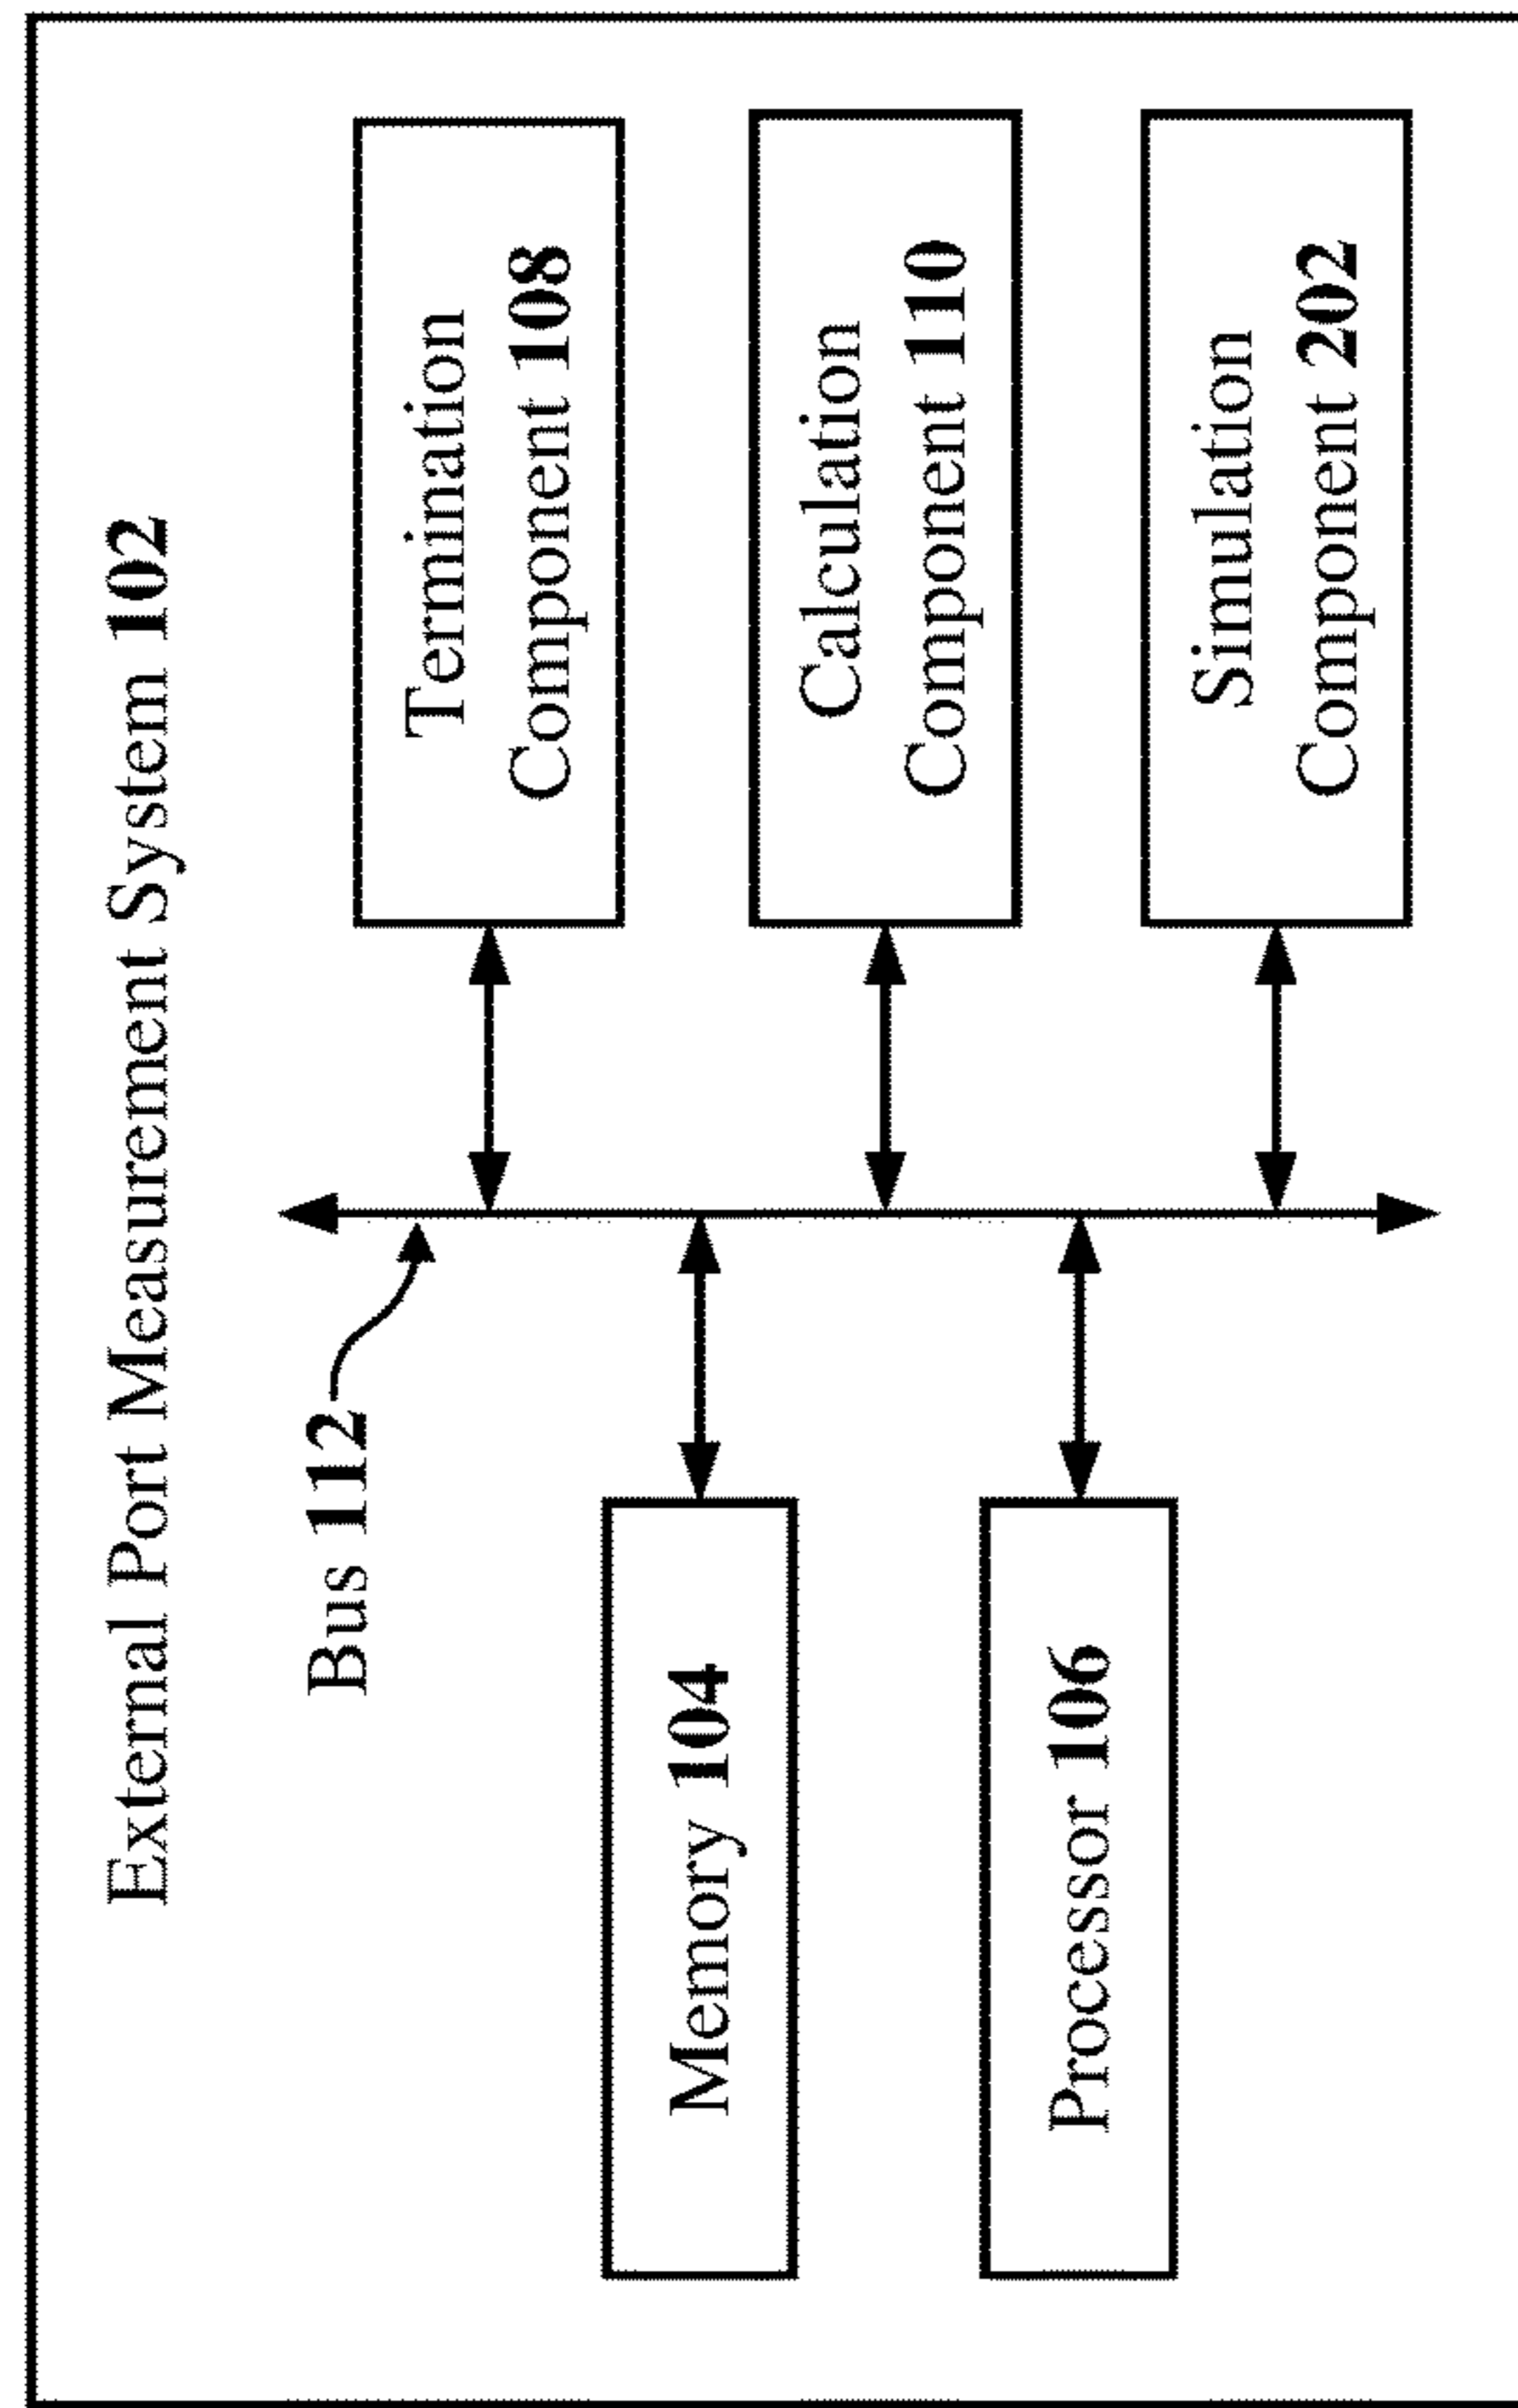 External Port Measurement System 102
Bus 112
Memory 104
Processor 106
Termination
Component 108
Calculation
Component 110
Simulation
Component 202